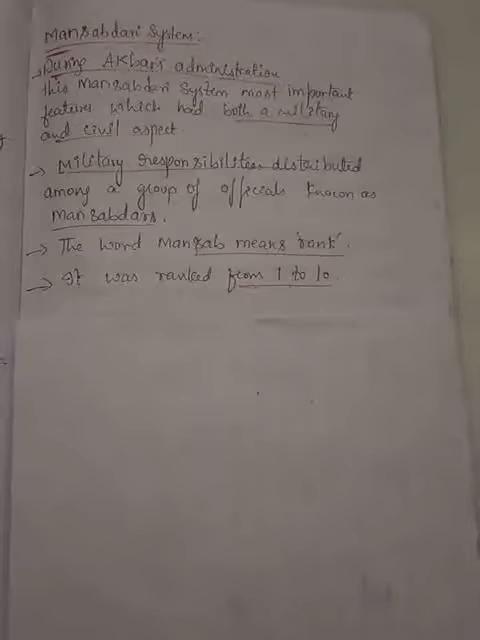 Mansabdari System:
→ During Akbar's administration
this Mansabdari System most important
features which had both a military
and civil aspect.
→ Military responsibilities distributed
among a group of officials known as
Mansabdars.
→ The word Mansab means 'rank'.
→ It was ranked from 1 to 10.